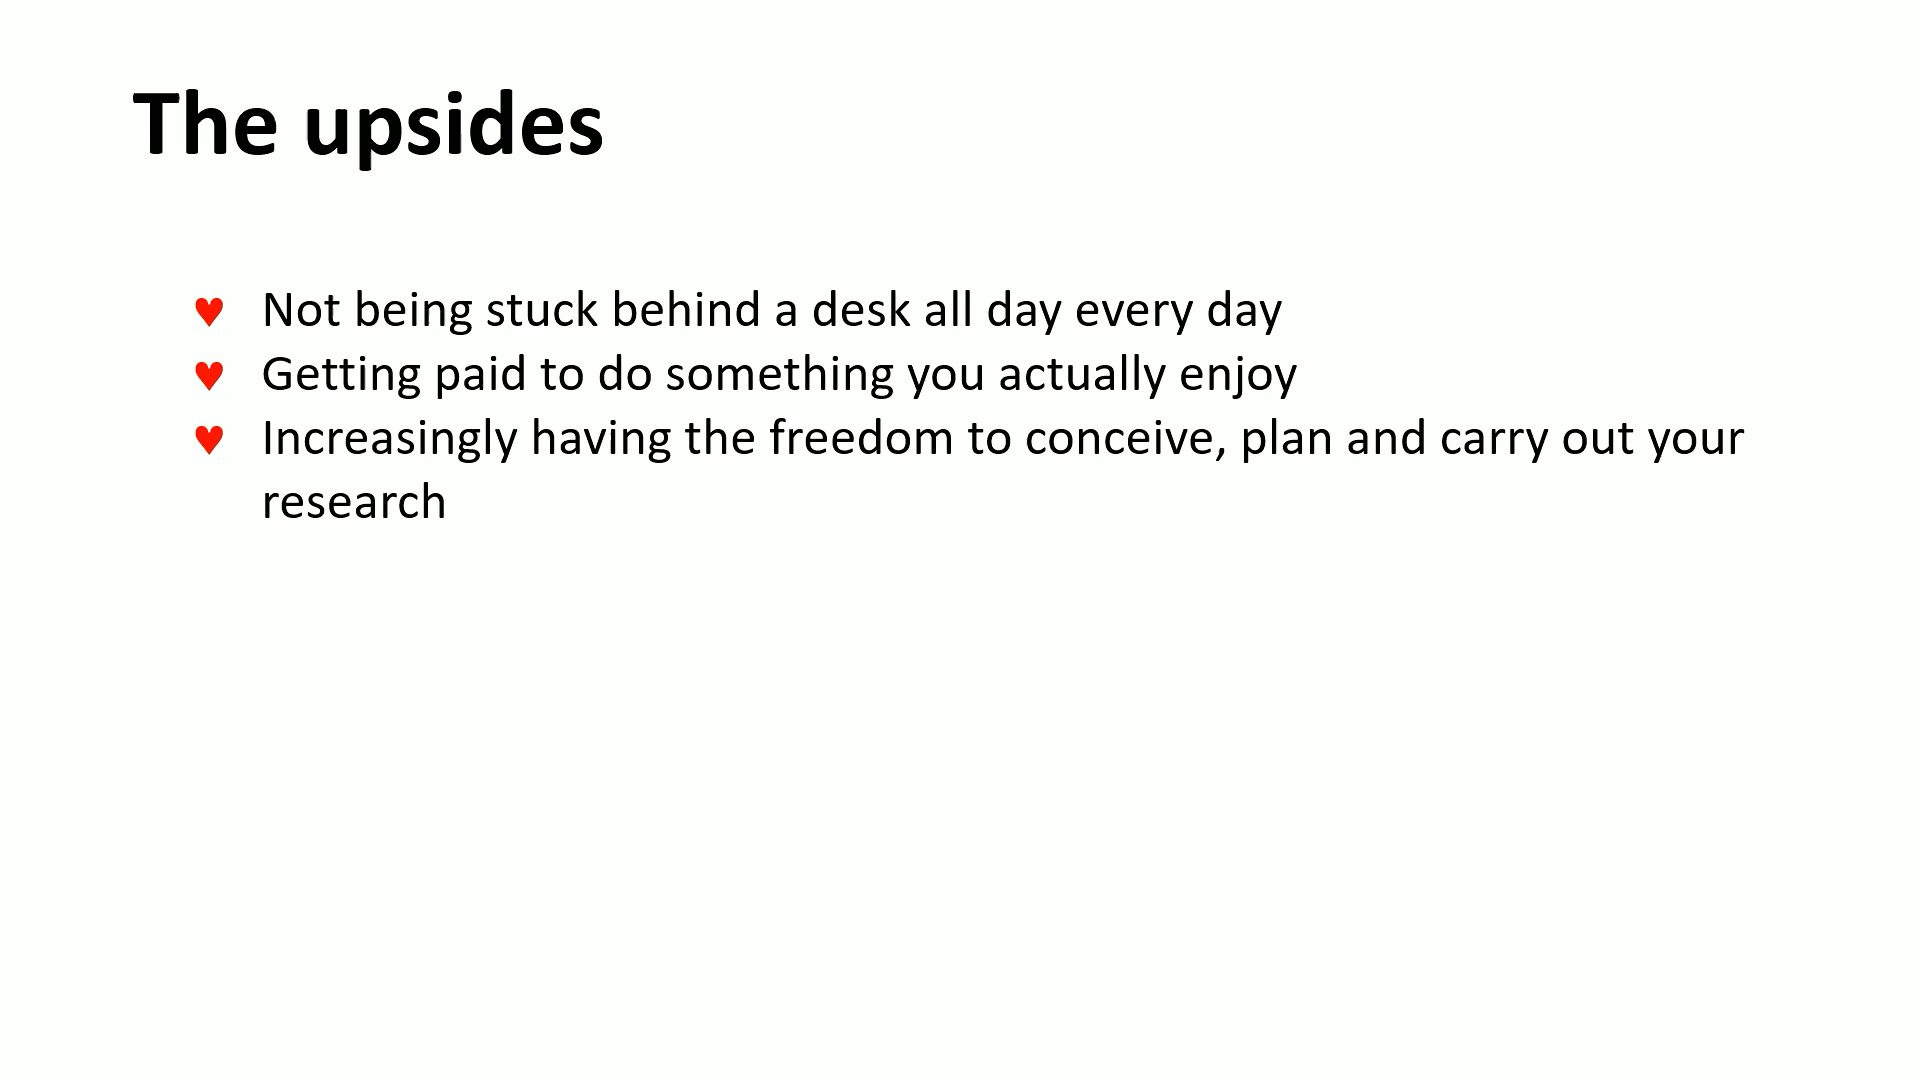 The upsides
♥ Not being stuck behind a desk all day every day
♥ Getting paid to do something you actually enjoy
♥ Increasingly having the freedom to conceive, plan and carry out your
research